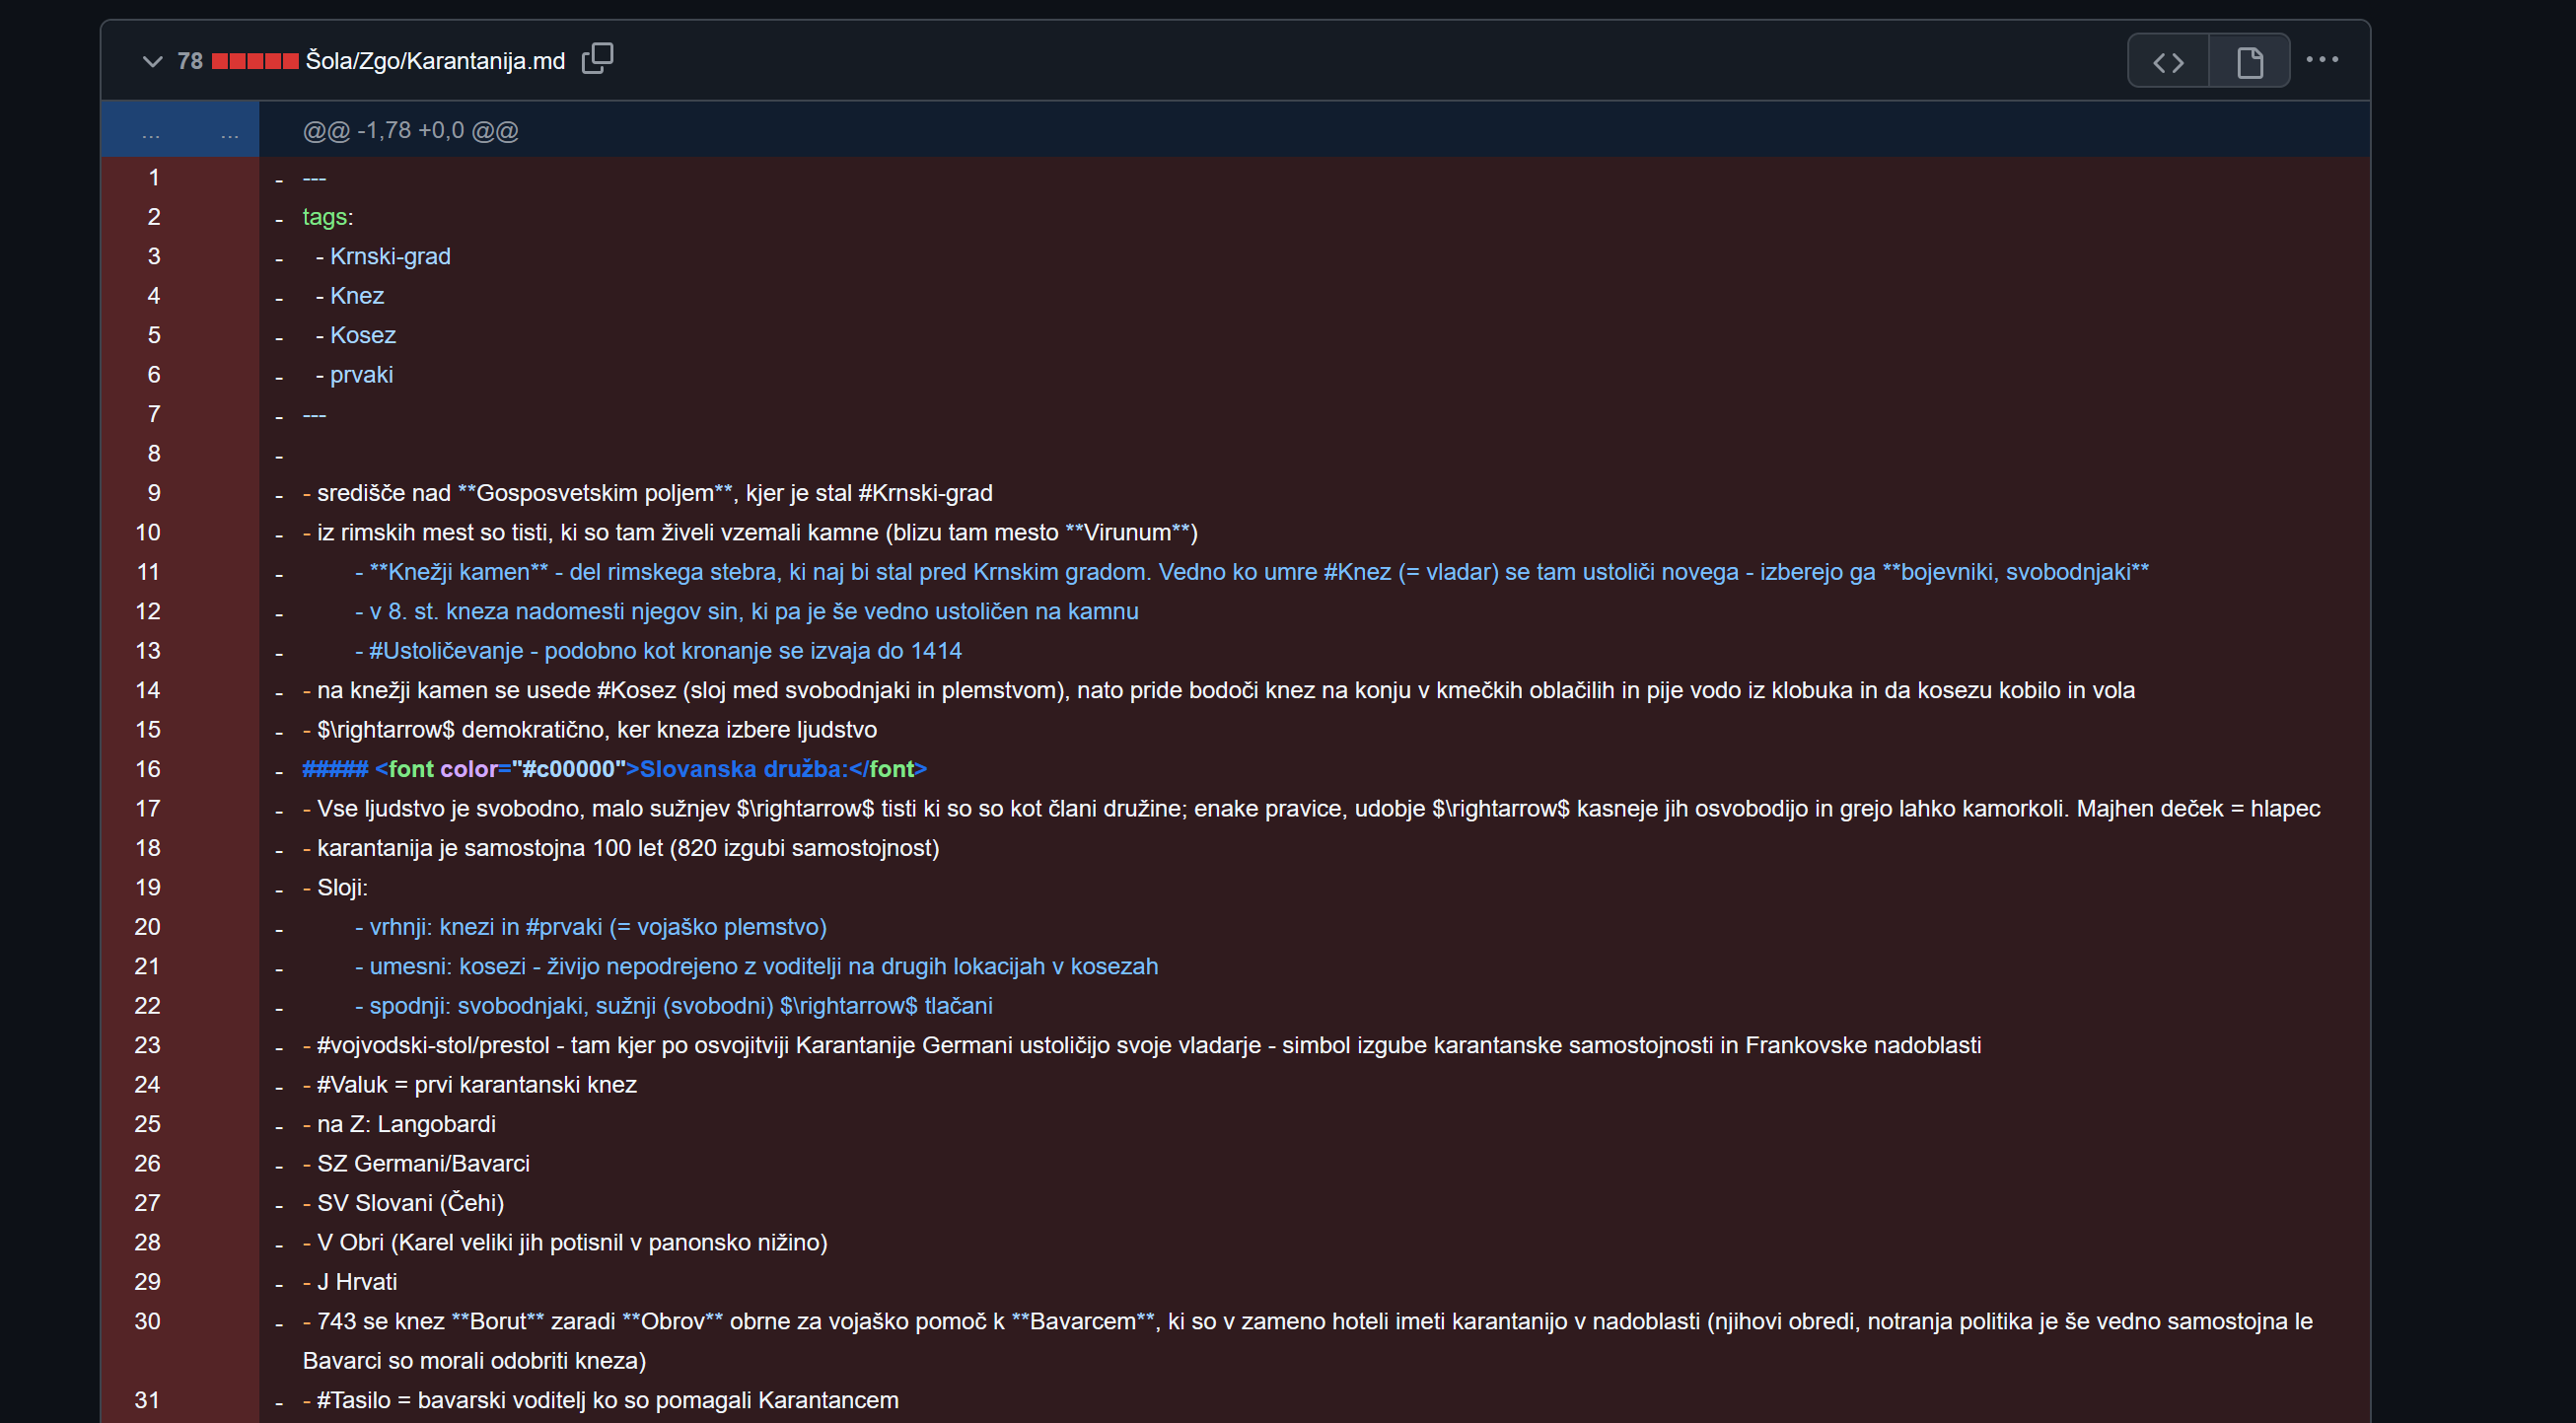 78 Šola/Zgo/Karantanija.md
... ... @@ -1,78 +0,0 @@
1 - ---
2 - tags:
3 - - Krnski-grad
4 - - Knez
5 - - Kosez
6 - - prvaki
7 - ---
8 -
9 - - središče nad **Gosposvetskim poljem**, kjer je stal #Krnski-grad
10 - - iz rimskih mest so tisti, ki so tam živeli vzemali kamne (blizu tam mesto **Virunum**)
11 - - **Knežji kamen** - del rimskega stebra, ki naj bi stal pred Krnskim gradom. Vedno ko umre #Knez (= vladar) se tam ustoliči novega - izberejo ga **bojevniki, svobodnjaki**
12 - - v 8. st. kneza nadomesti njegov sin, ki pa je še vedno ustoličen na kamnu
13 - - #Ustoličevanje - podobno kot kronanje se izvaja do 1414
14 - - na knežji kamen se usede #Kosez (sloj med svobodnjaki in plemstvom), nato pride bodoči knez na konju v kmečkih oblačilih in pije vodo iz klobuka in da kosezu kobilo in vola
15 - - $\rightarrow$ demokratično, ker kneza izbere ljudstvo
16 - ##### <font color="#c00000">Slovanska družba:</font>
17 - - Vse ljudstvo je svobodno, malo sužnjev $\rightarrow$ tisti ki so so kot člani družine; enake pravice, udobje $\rightarrow$ kasneje jih osvobodijo in grejo lahko kamorkoli. Majhen deček = hlapec
18 - - karantanija je samostojna 100 let (820 izgubi samostojnost)
19 - - Sloji:
20 - - vrhnji: knezi in #prvaki (= vojaško plemstvo)
21 - - umesni: kosezi - živijo nepodrejeno z voditelji na drugih lokacijah v kosezah
22 - - spodnji: svobodnjaki, sužnji (svobodni) $\rightarrow$ tlačani
23 - - #vojvodski-stol/prestol - tam kjer po osvojitviji Karantanije Germani ustoličijo svoje vladarje - simbol izgube karantanske samostojnosti in Frankovske nadoblasti
24 - - #Valuk = prvi karantanski knez
25 - - na Z: Langobardi
26 - - SZ Germani/Bavarci
27 - - SV Slovani (Čehi)
28 - - V Obri (Karel veliki jih potisnil v panonsko nižino)
29 - - J Hrvati
30 - - 743 se knez **Borut** zaradi **Obrov** obrne za vojaško pomoč k **Bavarcem**, ki so v zameno hoteli imeti karantanijo v nadoblasti (njihovi obredi, notranja politika je še vedno samostojna le
Bavarci so morali odobriti kneza)
31 - - #Tasilo = bavarski voditelj ko so pomagali Karantancem